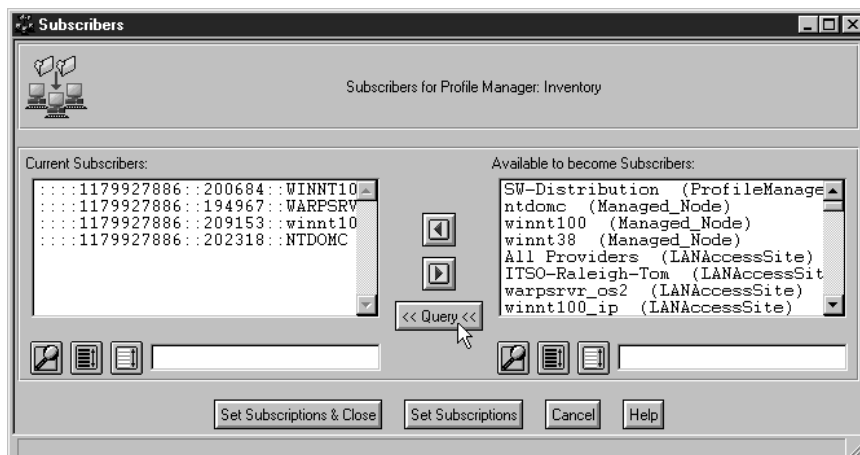 Subscribers
Subscribers for Profile Manager: Inventory
Current Subscribers:
::::1179927886::200684::WINNT10
::::1179927886::194967::WARPSRV
::::1179927886::209153::winnt10
::::1179927886::202318::NTDOMC
<< Query <<
Available to become Subscribers:
SW-Distribution (ProfileManage
ntdomc (Managed_Node)
winnt100 (Managed_Node)
winnt38 (Managed_Node)
All Providers (LANAccessSite)
ITSO-Raleigh-Tom (LANAccessSit
warpsrvr_os2 (LANAccessSite)
winnt100_ip (LANAccessSite)
Set Subscriptions & Close
Set Subscriptions
Cancel
Help